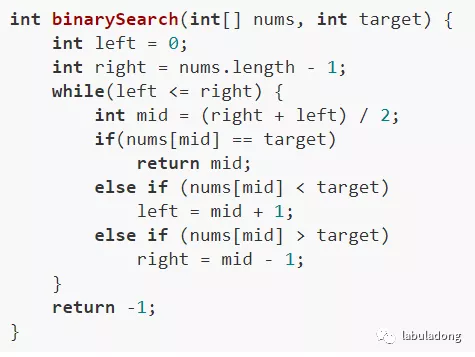 int binarySearch(int[] nums, int target) {
    int left = 0;
    int right = nums.length - 1;
    while(left <= right) {
        int mid = (right + left) / 2;
        if(nums[mid] == target)
            return mid;
        else if (nums[mid] < target)
            left = mid + 1;
        else if (nums[mid] > target)
            right = mid - 1;
    }
    return -1;
}
labuladong